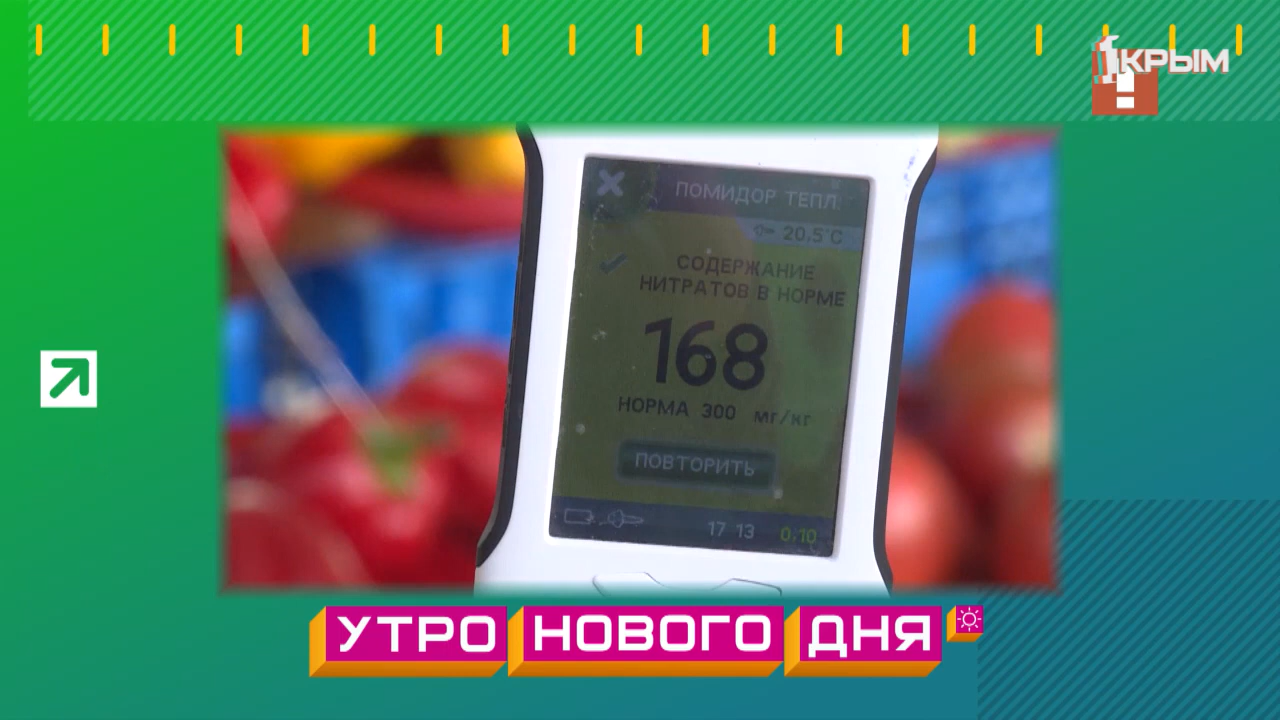 КРЫМ
ПОМИДОР ТЕПЛ.
20.5°C
СОДЕРЖАНИЕ
НИТРАТОВ В НОРМЕ
168
НОРМА 300 мг/кг
ПОВТОРИТЬ
17 13 0.10
УТРО НОВОГО ДНЯ